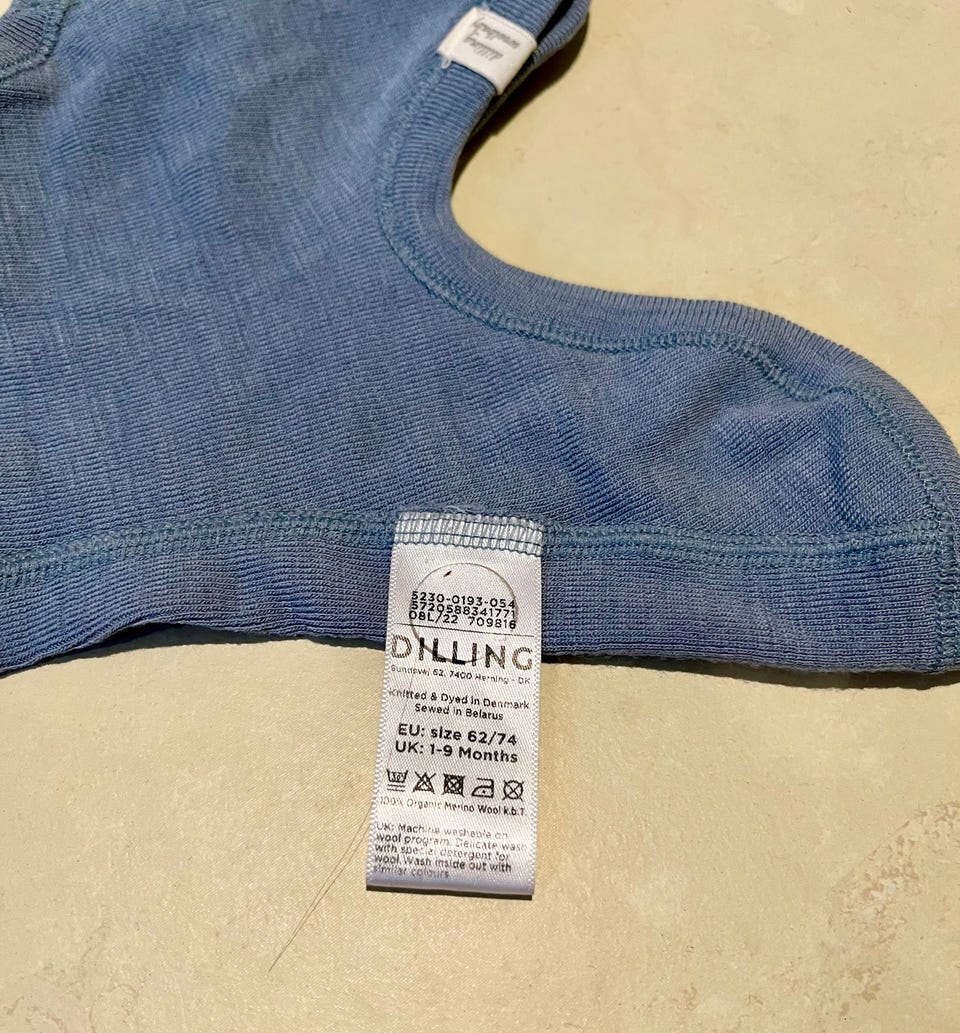 5230-0193-054
5720588341771
08L/22 709816
DILLING
Sundsvej 62, 7400 Herning - DK
Knitted & Dyed in Denmark
Sewed in Belarus
EU: size 62/74
UK: 1-9 Months
100% Organic Merino Wool k.b.T.
UK: Machine washable on
wool program. Delicate wash
with special detergent for
wool. Wash inside out with
similar colours